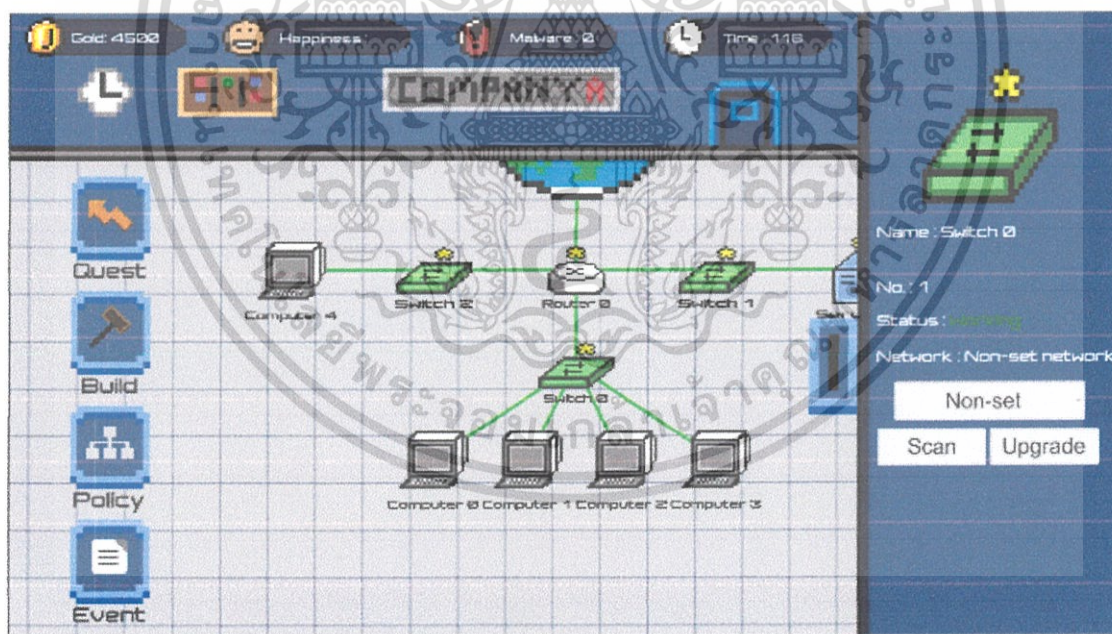 Gold: 4500
Happiness:
Malware: 0
Time: 116
COMPANY A
Name : Switch 0
No. : 1
Status :
Network : Non-set network
Non-set
Scan
Upgrade
Quest
Build
Policy
Event
Computer 4
Switch 2
Router 0
Switch 1
Switch 0
Computer 0 Computer 1 Computer 2 Computer 3